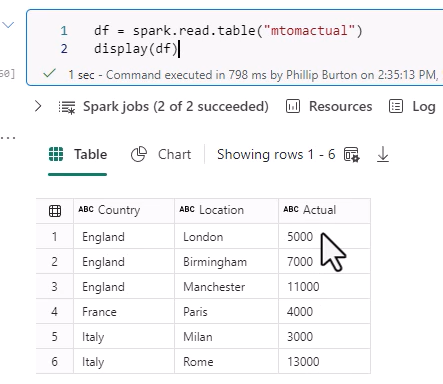 1 df = spark.read.table("mtomactual")
2 display(df)
1 sec - Command executed in 798 ms by Phillip Burton on 2:35:13 PM,
Spark jobs (2 of 2 succeeded) Resources Log
Table Chart Showing rows 1 - 6
ABC Country ABC Location ABC Actual
1 England London 5000
2 England Birmingham 7000
3 England Manchester 11000
4 France Paris 4000
5 Italy Milan 3000
6 Italy Rome 13000